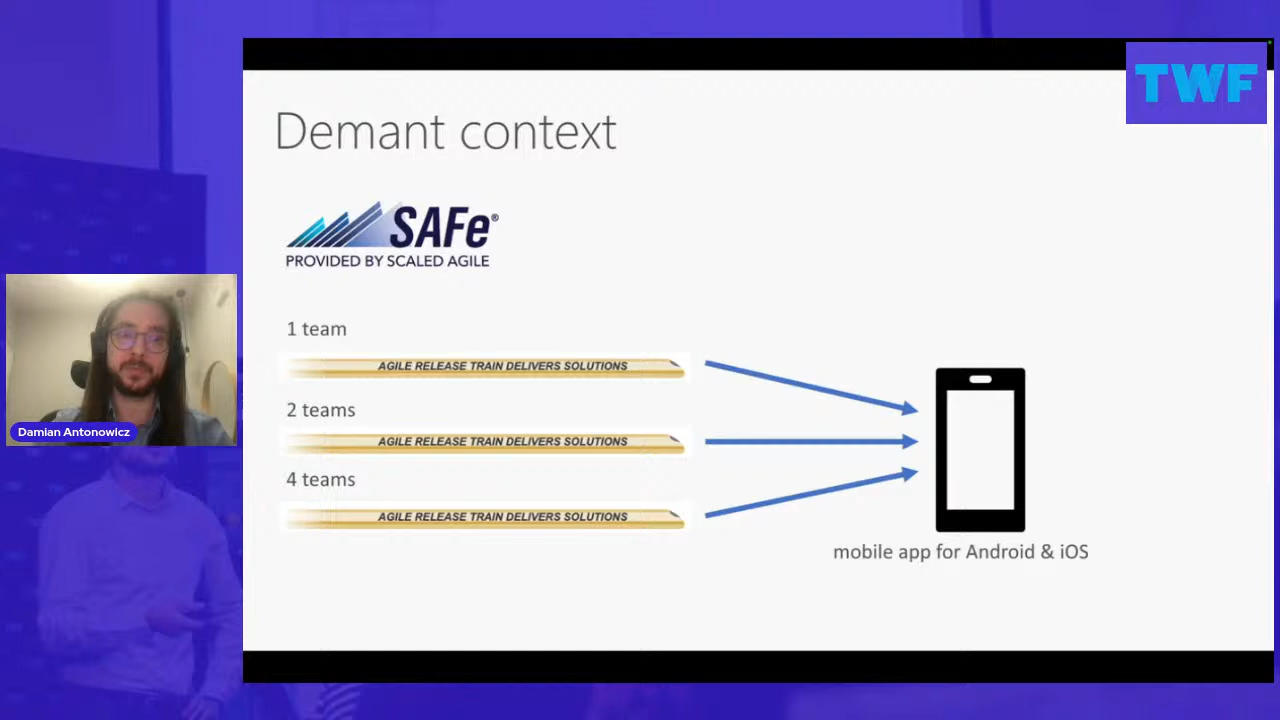 TWF
Demant context
SAFe®
PROVIDED BY SCALED AGILE
1 team
AGILE RELEASE TRAIN DELIVERS SOLUTIONS
2 teams
AGILE RELEASE TRAIN DELIVERS SOLUTIONS
4 teams
AGILE RELEASE TRAIN DELIVERS SOLUTIONS
mobile app for Android & iOS
Damian Antonowicz